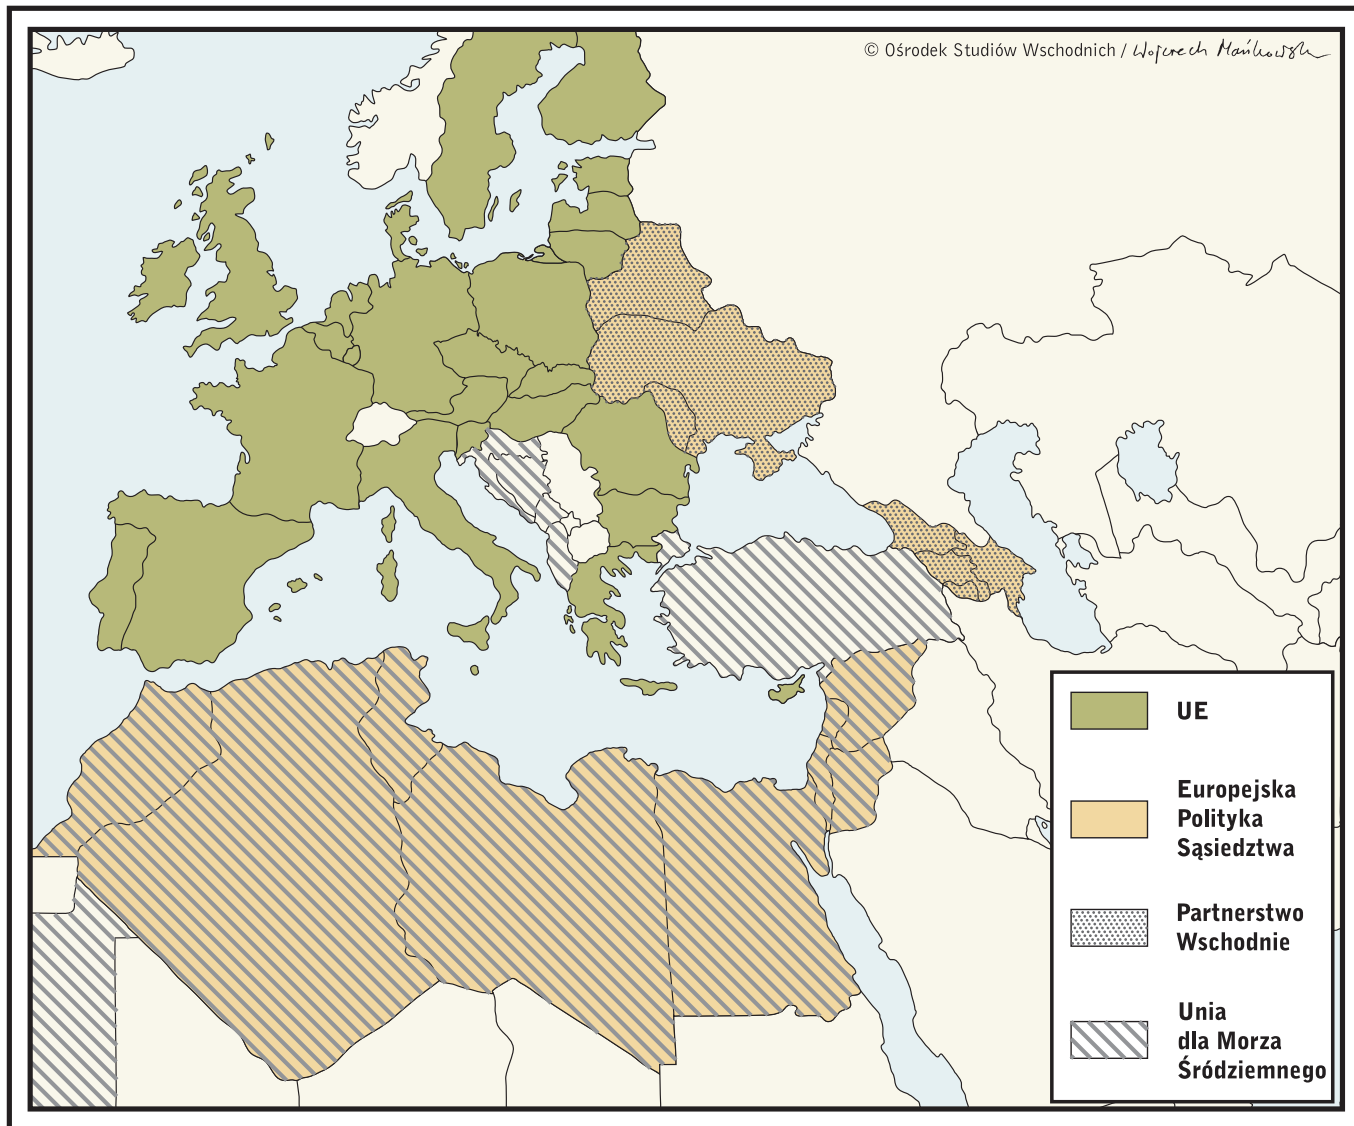 © Ośrodek Studiów Wschodnich / Wojciech Mańkowski
UE
Europejska
Polityka
Sąsiedztwa
Partnerstwo
Wschodnie
Unia
dla Morza
Śródziemnego